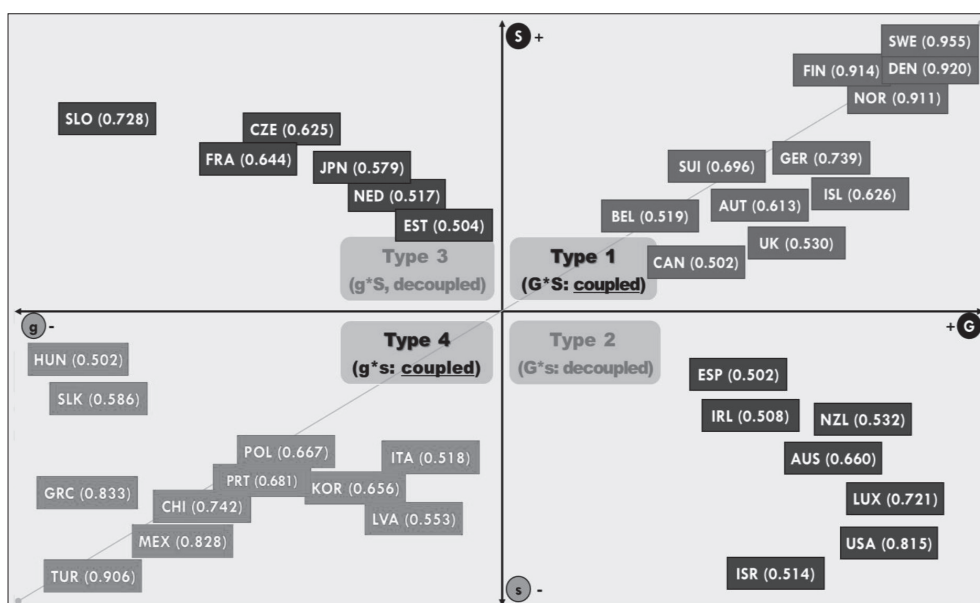 S +
SWE (0.955)
FIN (0.914)
DEN (0.920)
NOR (0.911)
SLO (0.728)
CZE (0.625)
FRA (0.644)
JPN (0.579)
NED (0.517)
EST (0.504)
SUI (0.696)
GER (0.739)
ISL (0.626)
AUT (0.613)
BEL (0.519)
UK (0.530)
CAN (0.502)
Type 3
(g*S, decoupled)
Type 1
(G*S: coupled)
g -
+ G
Type 4
(g*s: coupled)
Type 2
(G*s: decoupled)
HUN (0.502)
SLK (0.586)
POL (0.667)
ITA (0.518)
PRT (0.681)
KOR (0.656)
GRC (0.833)
CHI (0.742)
LVA (0.553)
MEX (0.828)
TUR (0.906)
ESP (0.502)
IRL (0.508)
NZL (0.532)
AUS (0.660)
LUX (0.721)
USA (0.815)
ISR (0.514)
s -